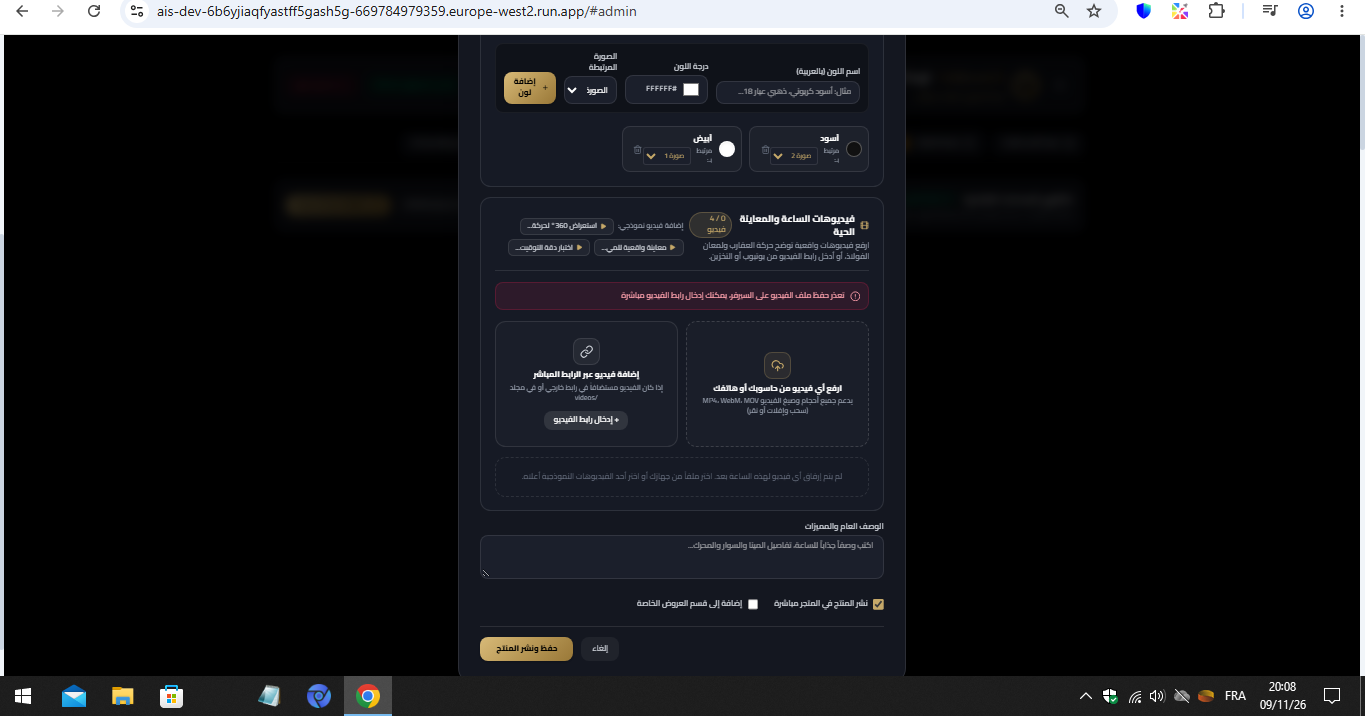 ais-dev-6b6yjiaqfyastff5gash5g-669784979359.europe-west2.run.app/#admin
اسم اللون (بالعربية)
درجة اللون
الصورة
المرتبطة
مثال: أسود كربوني، ذهبي عيار 18...
#FFFFFF
الصورة
+ إضافة
لون
أسود
مرتبط
بـ:
صورة 2
أبيض
مرتبط
بـ:
صورة 1
فيديوهات الساعة والمعاينة
الحية
0 / 4
فيديو
ارفع فيديوهات واقعية توضح حركة العقارب ولمعان
الفولاذ، أو أدخل رابط الفيديو من يوتيوب أو التخزين.
إضافة فيديو نموذجي:
استعراض 360° لحركة...
معاينة واقعية للمي...
اختبار دقة التوقيت...
تعذر حفظ ملف الفيديو على السيرفر، يمكنك إدخال رابط الفيديو مباشرة
ارفع أي فيديو من حاسوبك أو هاتفك
يدعم جميع أحجام وصيغ الفيديو MP4، WebM، MOV
(سحب وإفلات أو نقر)
إضافة فيديو عبر الرابط المباشر
إذا كان الفيديو مستضافاً في رابط خارجي أو في مجلد
/videos
+ إدخال رابط الفيديو
لم يتم إرفاق أي فيديو لهذه الساعة بعد. اختر ملفاً من جهازك أو اختر أحد الفيديوهات النموذجية أعلاه.
الوصف العام والمميزات
اكتب وصفاً جذاباً للساعة، تفاصيل المينا والسوار والمحرك...
نشر المنتج في المتجر مباشرة
إضافة إلى قسم العروض الخاصة
إلغاء
حفظ ونشر المنتج
FRA
20:08
09/11/26